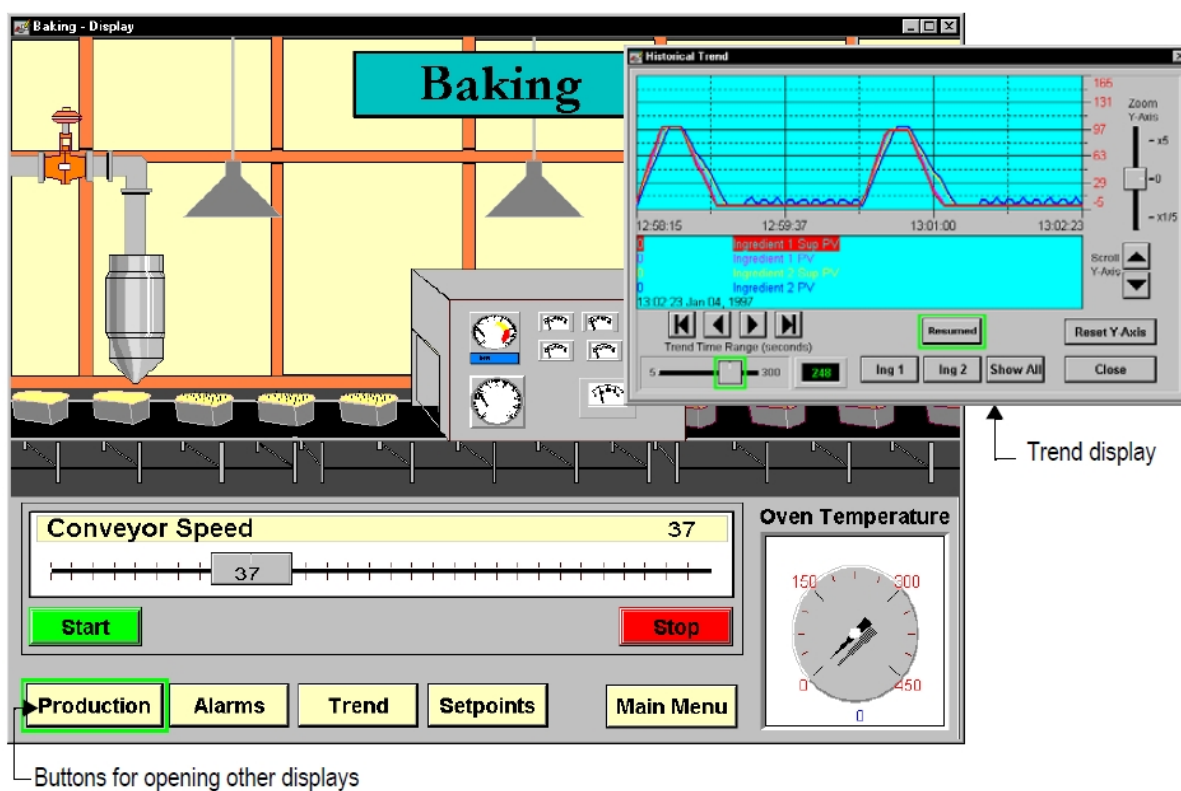 Baking - Display
Baking
Historical Trend
165
131
97
63
29
-5
Zoom
Y-Axis
x5
0
x1/5
12:58:15 12:59:37 13:01:00 13:02:23
0 Ingredient 1 Sup PV
0 Ingredient 1 PV
0 Ingredient 2 Sup PV
0 Ingredient 2 PV
13:02:23 Jan 04, 1997
Scroll
Y-Axis
Trend Time Range (seconds)
5 300 248
Resumed
Reset Y-Axis
Ing 1 Ing 2 Show All Close
Trend display
Conveyor Speed 37
37
Start Stop
Oven Temperature
150 300
0 450
0
Production Alarms Trend Setpoints Main Menu
Buttons for opening other displays